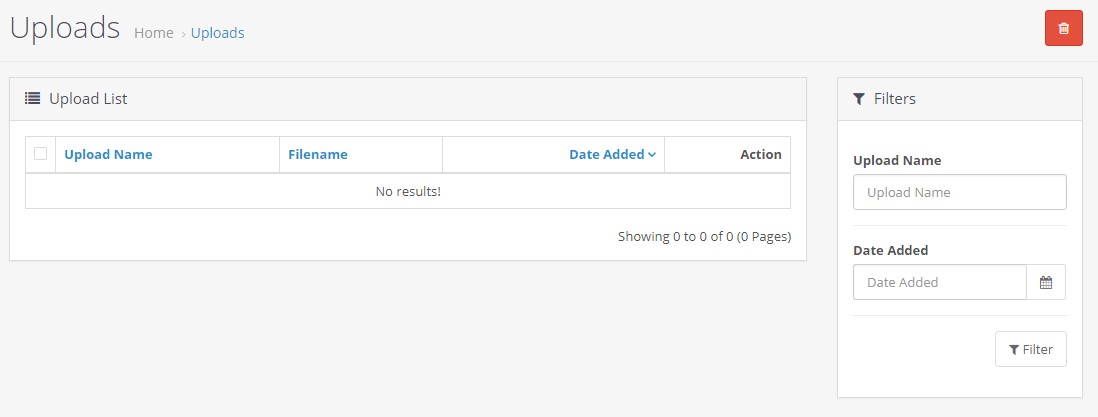 Uploads Home › Uploads
Upload List
Upload Name Filename Date Added Action
No results!
Showing 0 to 0 of 0 (0 Pages)
Filters
Upload Name
Upload Name
Date Added
Date Added
Filter